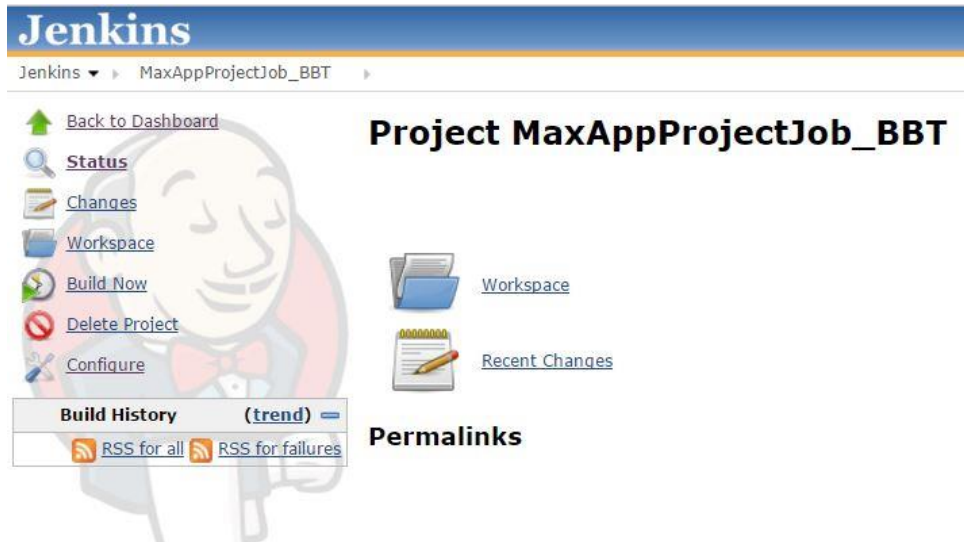 Jenkins
Jenkins MaxAppProjectJob_BBT
Back to Dashboard
Status
Changes
Workspace
Build Now
Delete Project
Configure
Build History (trend)
RSS for all RSS for failures
Project MaxAppProjectJob_BBT
Workspace
Recent Changes
Permalinks